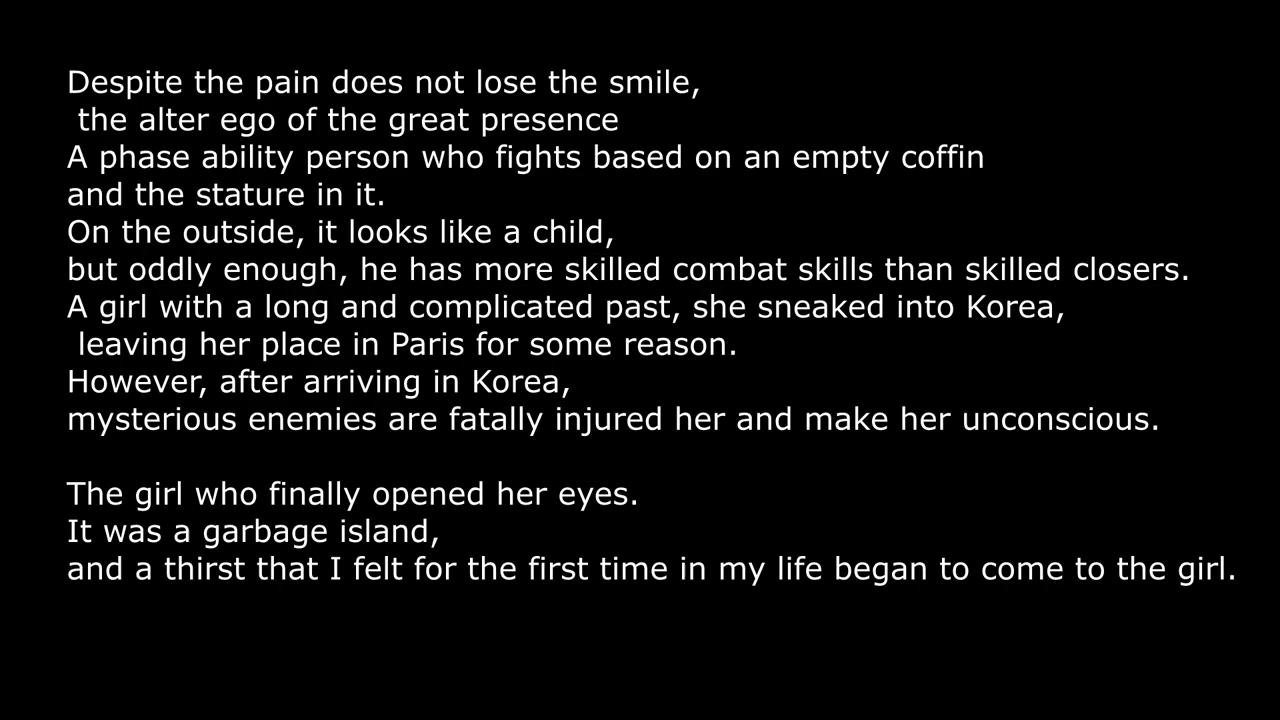 Despite the pain does not lose the smile,
the alter ego of the great presence
A phase ability person who fights based on an empty coffin
and the stature in it.
On the outside, it looks like a child,
but oddly enough, he has more skilled combat skills than skilled closers.
A girl with a long and complicated past, she sneaked into Korea,
leaving her place in Paris for some reason.
However, after arriving in Korea,
mysterious enemies are fatally injured her and make her unconscious.
The girl who finally opened her eyes.
It was a garbage island,
and a thirst that I felt for the first time in my life began to come to the girl.